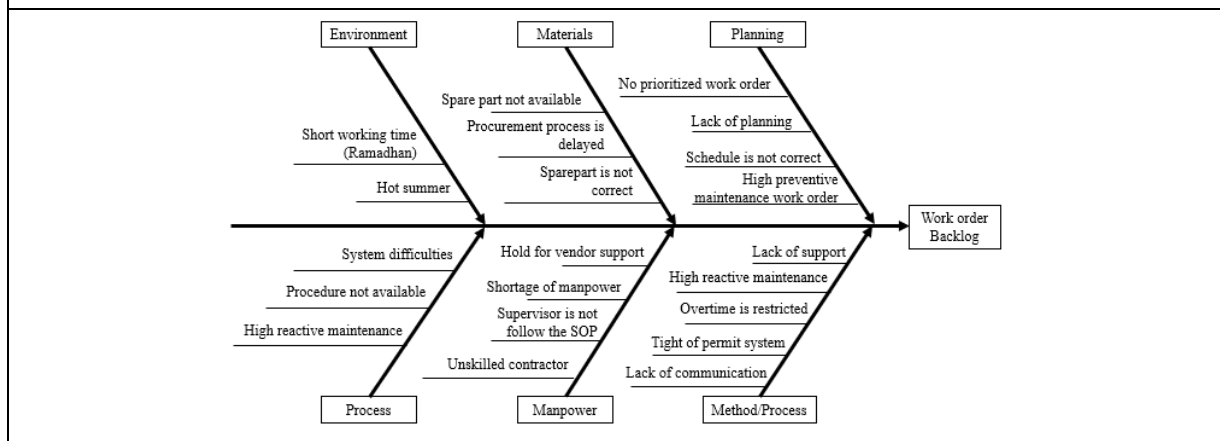 Environment
Materials
Planning
No prioritized work order
Spare part not available
Lack of planning
Procurement process is
delayed
Short working time
(Ramadhan)
Schedule is not correct
Sparepart is not
correct
High preventive
maintenance work order
Hot summer
Work order
Backlog
System difficulties
Hold for vendor support
Lack of support
High reactive maintenance
Procedure not available
Shortage of manpower
Overtime is restricted
Supervisor is not
follow the SOP
High reactive maintenance
Tight of permit system
Unskilled contractor
Lack of communication
Process
Manpower
Method/Process